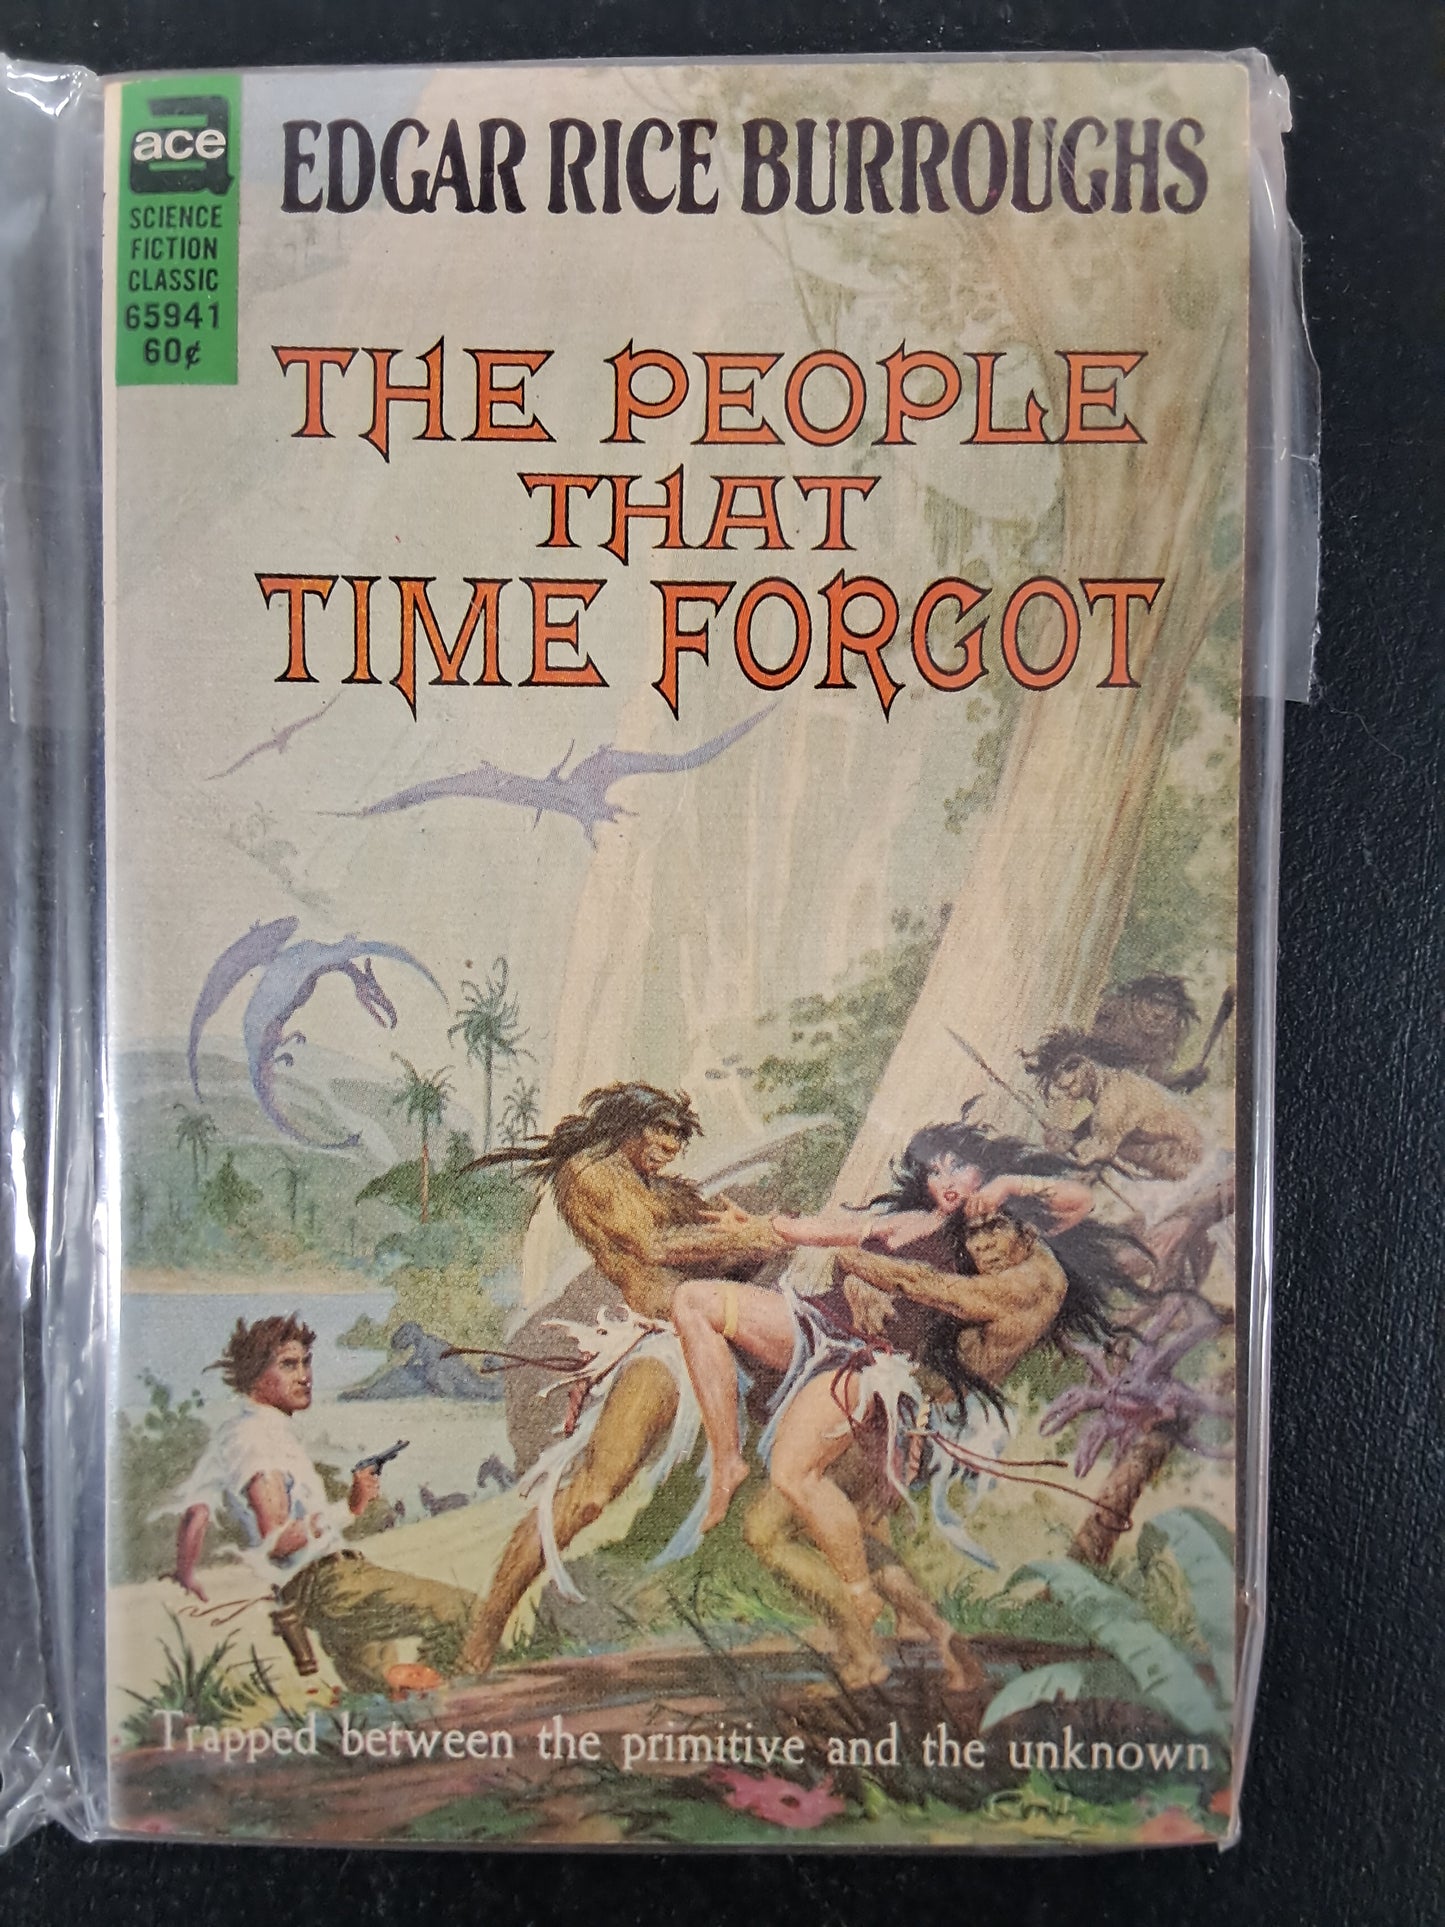 ace
SCIENCE
FICTION
CLASSIC
65941
60¢
EDGAR RICE BURROUGHS
THE PEOPLE
THAT
TIME FORGOT
Trapped between the primitive and the unknown